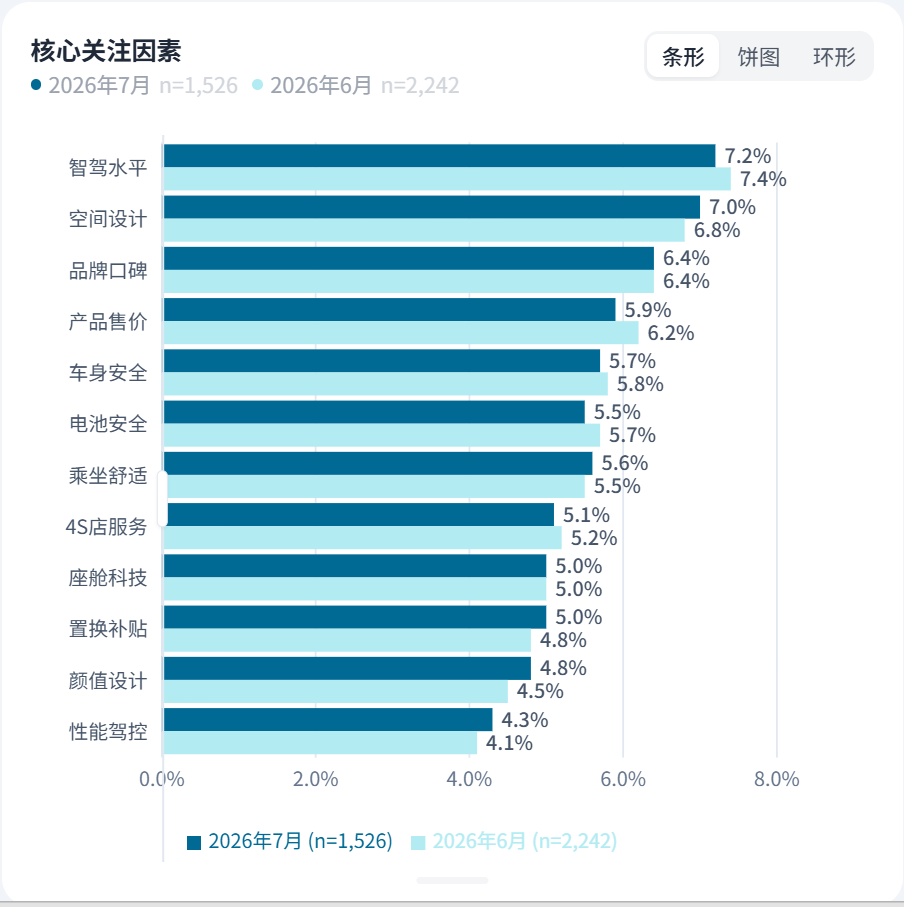 核心关注因素
条形 饼图 环形
2026年7月 n=1,526 2026年6月 n=2,242
智驾水平 7.2%
7.4%
空间设计 7.0%
6.8%
品牌口碑 6.4%
6.4%
产品售价 5.9%
6.2%
车身安全 5.7%
5.8%
电池安全 5.5%
5.7%
乘坐舒适 5.6%
5.5%
4S店服务 5.1%
5.2%
座舱科技 5.0%
5.0%
置换补贴 5.0%
4.8%
颜值设计 4.8%
4.5%
性能驾控 4.3%
4.1%
0.0% 2.0% 4.0% 6.0% 8.0%
2026年7月 (n=1,526) 2026年6月 (n=2,242)